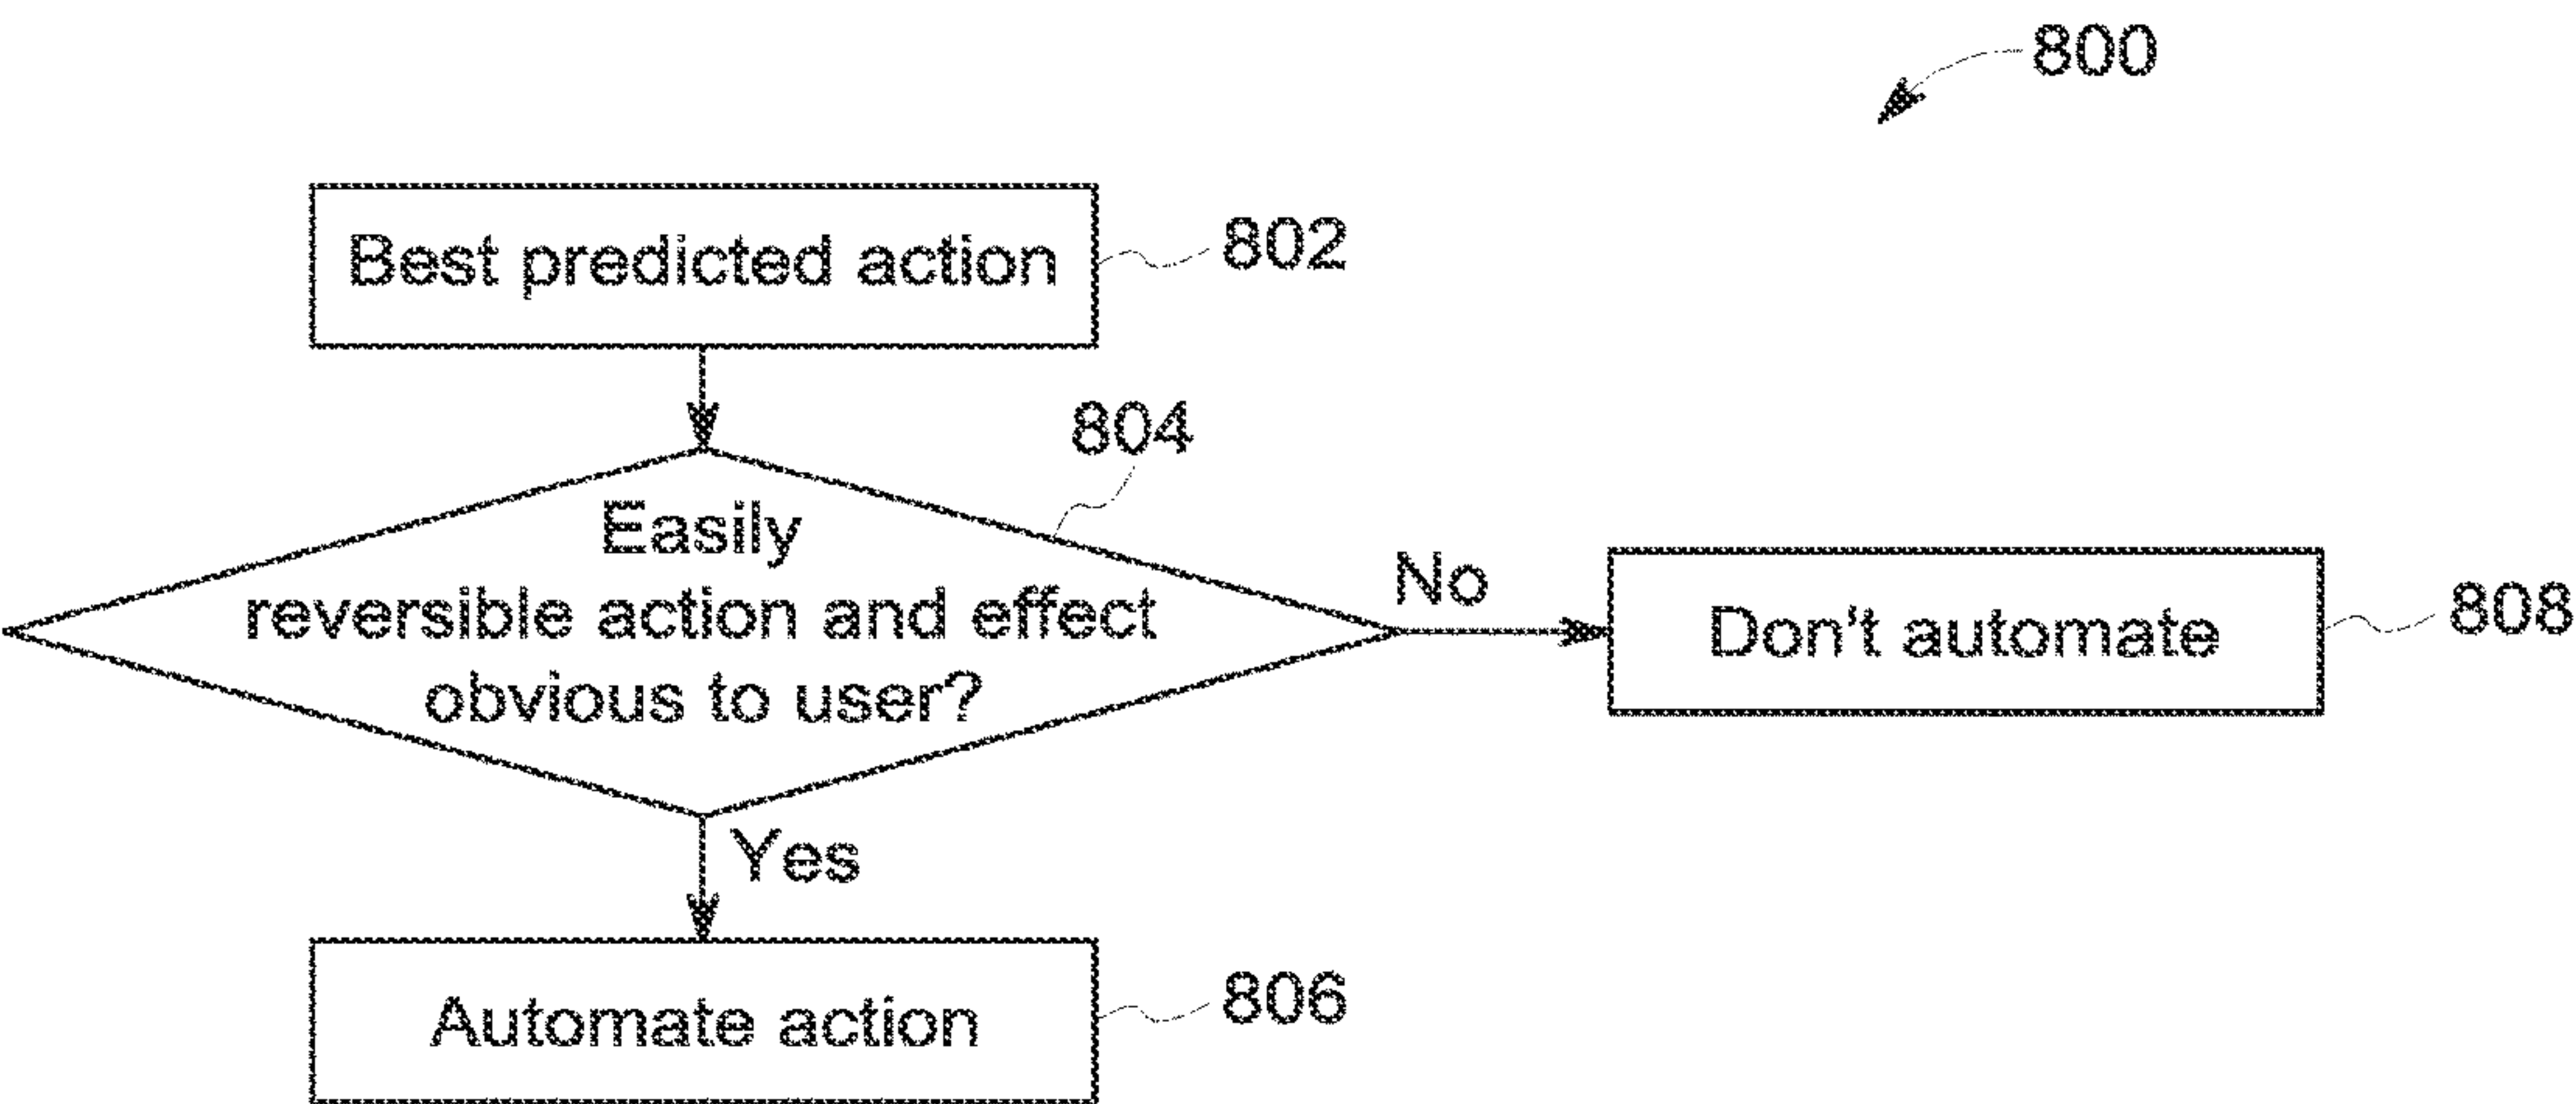 800
Best predicted action
802
804
Easily
reversible action and effect
obvious to user?
No
Don't automate
808
Yes
Automate action
806